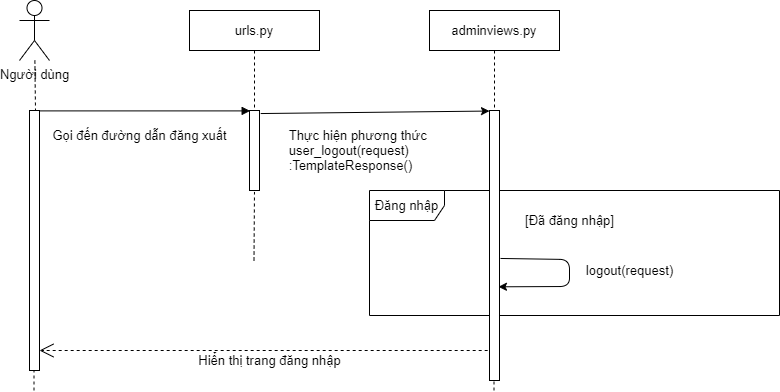 urls.py
adminviews.py
Người dùng
Gọi đến đường dẫn đăng xuất
Thực hiện phương thức
user_logout(request)
:TemplateResponse()
Đăng nhập
[Đã đăng nhập]
logout(request)
Hiển thị trang đăng nhập